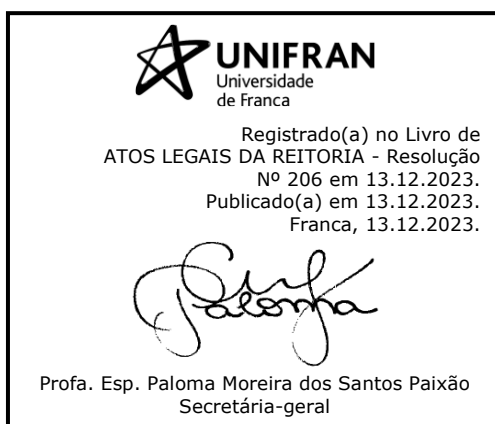 UNIFRAN
Universidade
de Franca
Registrado(a) no Livro de
ATOS LEGAIS DA REITORIA - Resolução
Nº 206 em 13.12.2023.
Publicado(a) em 13.12.2023.
Franca, 13.12.2023.
Paloma
Profa. Esp. Paloma Moreira dos Santos Paixão
Secretária-geral